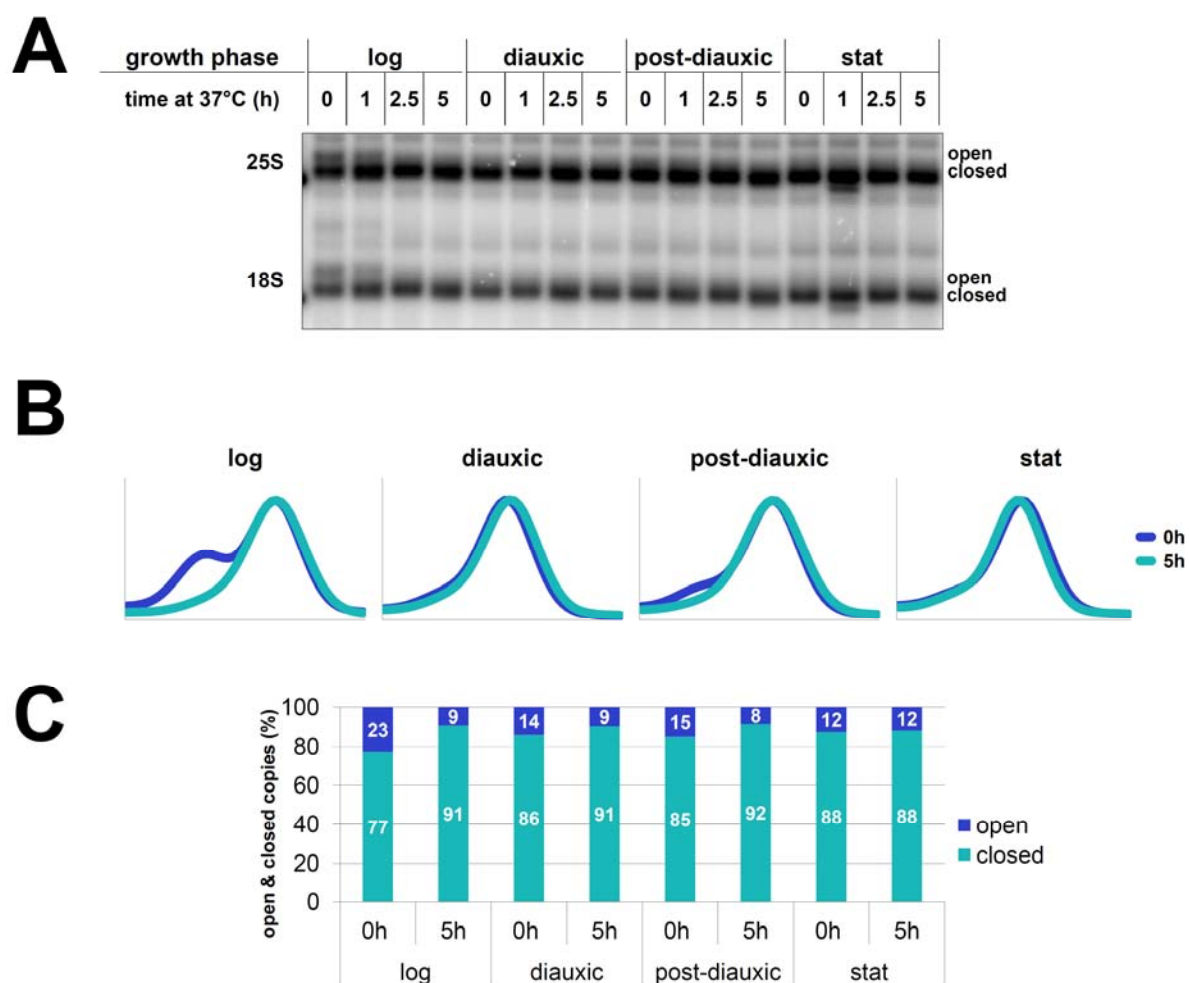 A
growth phase log diauxic post-diauxic stat
time at 37°C (h) 0 1 2.5 5 0 1 2.5 5 0 1 2.5 5 0 1 2.5 5
25S open
closed
18S open
closed
B
log diauxic post-diauxic stat
0h
5h
C
open & closed copies (%)
100
80
60
40
20
0
23 9 14 9 15 8 12 12
77 91 86 91 85 92 88 88
open
closed
0h 5h 0h 5h 0h 5h 0h 5h
log diauxic post-diauxic stat